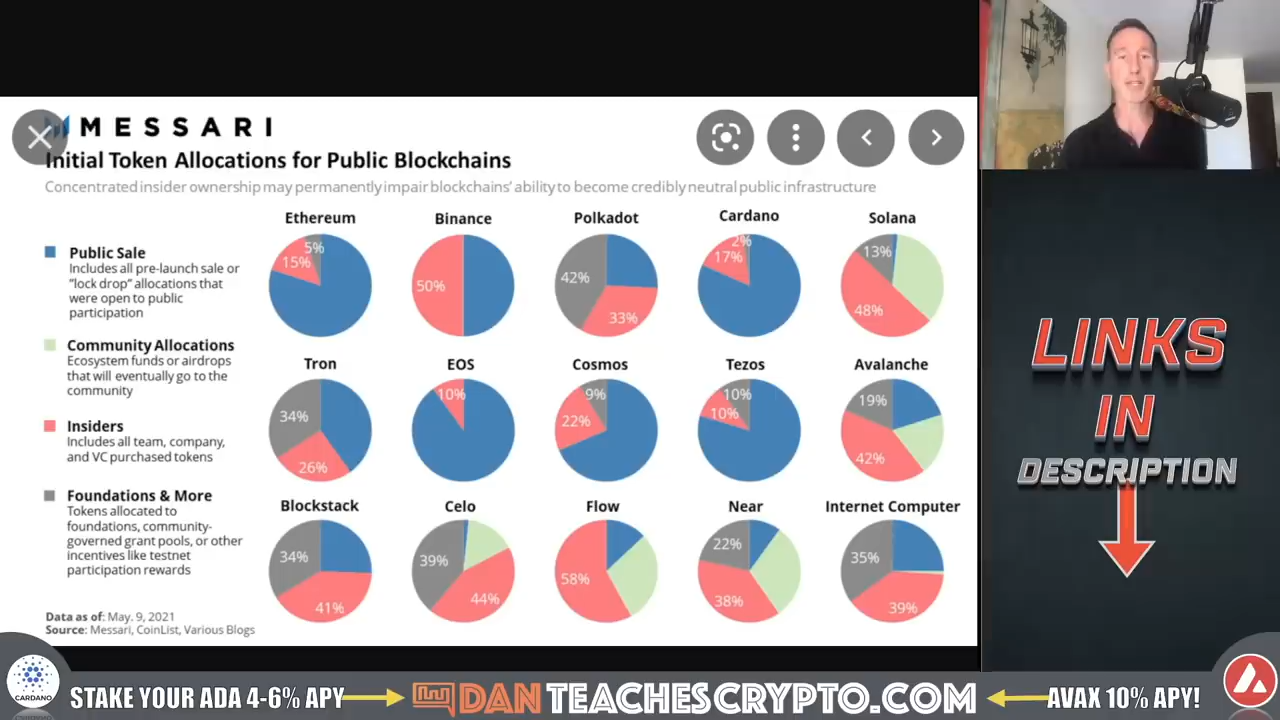 MESSARI
Initial Token Allocations for Public Blockchains
Concentrated insider ownership may permanently impair blockchains' ability to become credibly neutral public infrastructure
Public Sale
Includes all pre-launch sale or
"lock drop" allocations that
were open to public
participation
Community Allocations
Ecosystem funds or airdrops
that will eventually go to the
community
Insiders
Includes all team, company,
and VC purchased tokens
Foundations & More
Tokens allocated to
foundations, community-
governed grant pools, or other
incentives like testnet
participation rewards
Data as of: May. 9, 2021
Source: Messari, CoinList, Various Blogs
Ethereum
5%
15%
Binance
50%
Polkadot
42%
33%
Cardano
2%
17%
Solana
13%
48%
Tron
34%
26%
EOS
10%
Cosmos
9%
22%
Tezos
10%
10%
Avalanche
19%
42%
Blockstack
34%
41%
Celo
39%
44%
Flow
58%
Near
22%
38%
Internet Computer
35%
39%
LINKS
IN
DESCRIPTION
CARDANO
STAKE YOUR ADA 4-6% APY
DANTEACHESCRYPTO.COM
AVAX 10% APY!